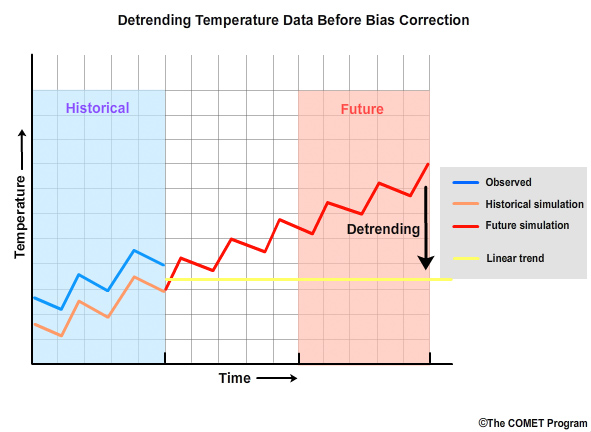 Detrending Temperature Data Before Bias Correction
Historical
Future
Temperature
Detrending
Observed
Historical simulation
Future simulation
Linear trend
Time
©The COMET Program